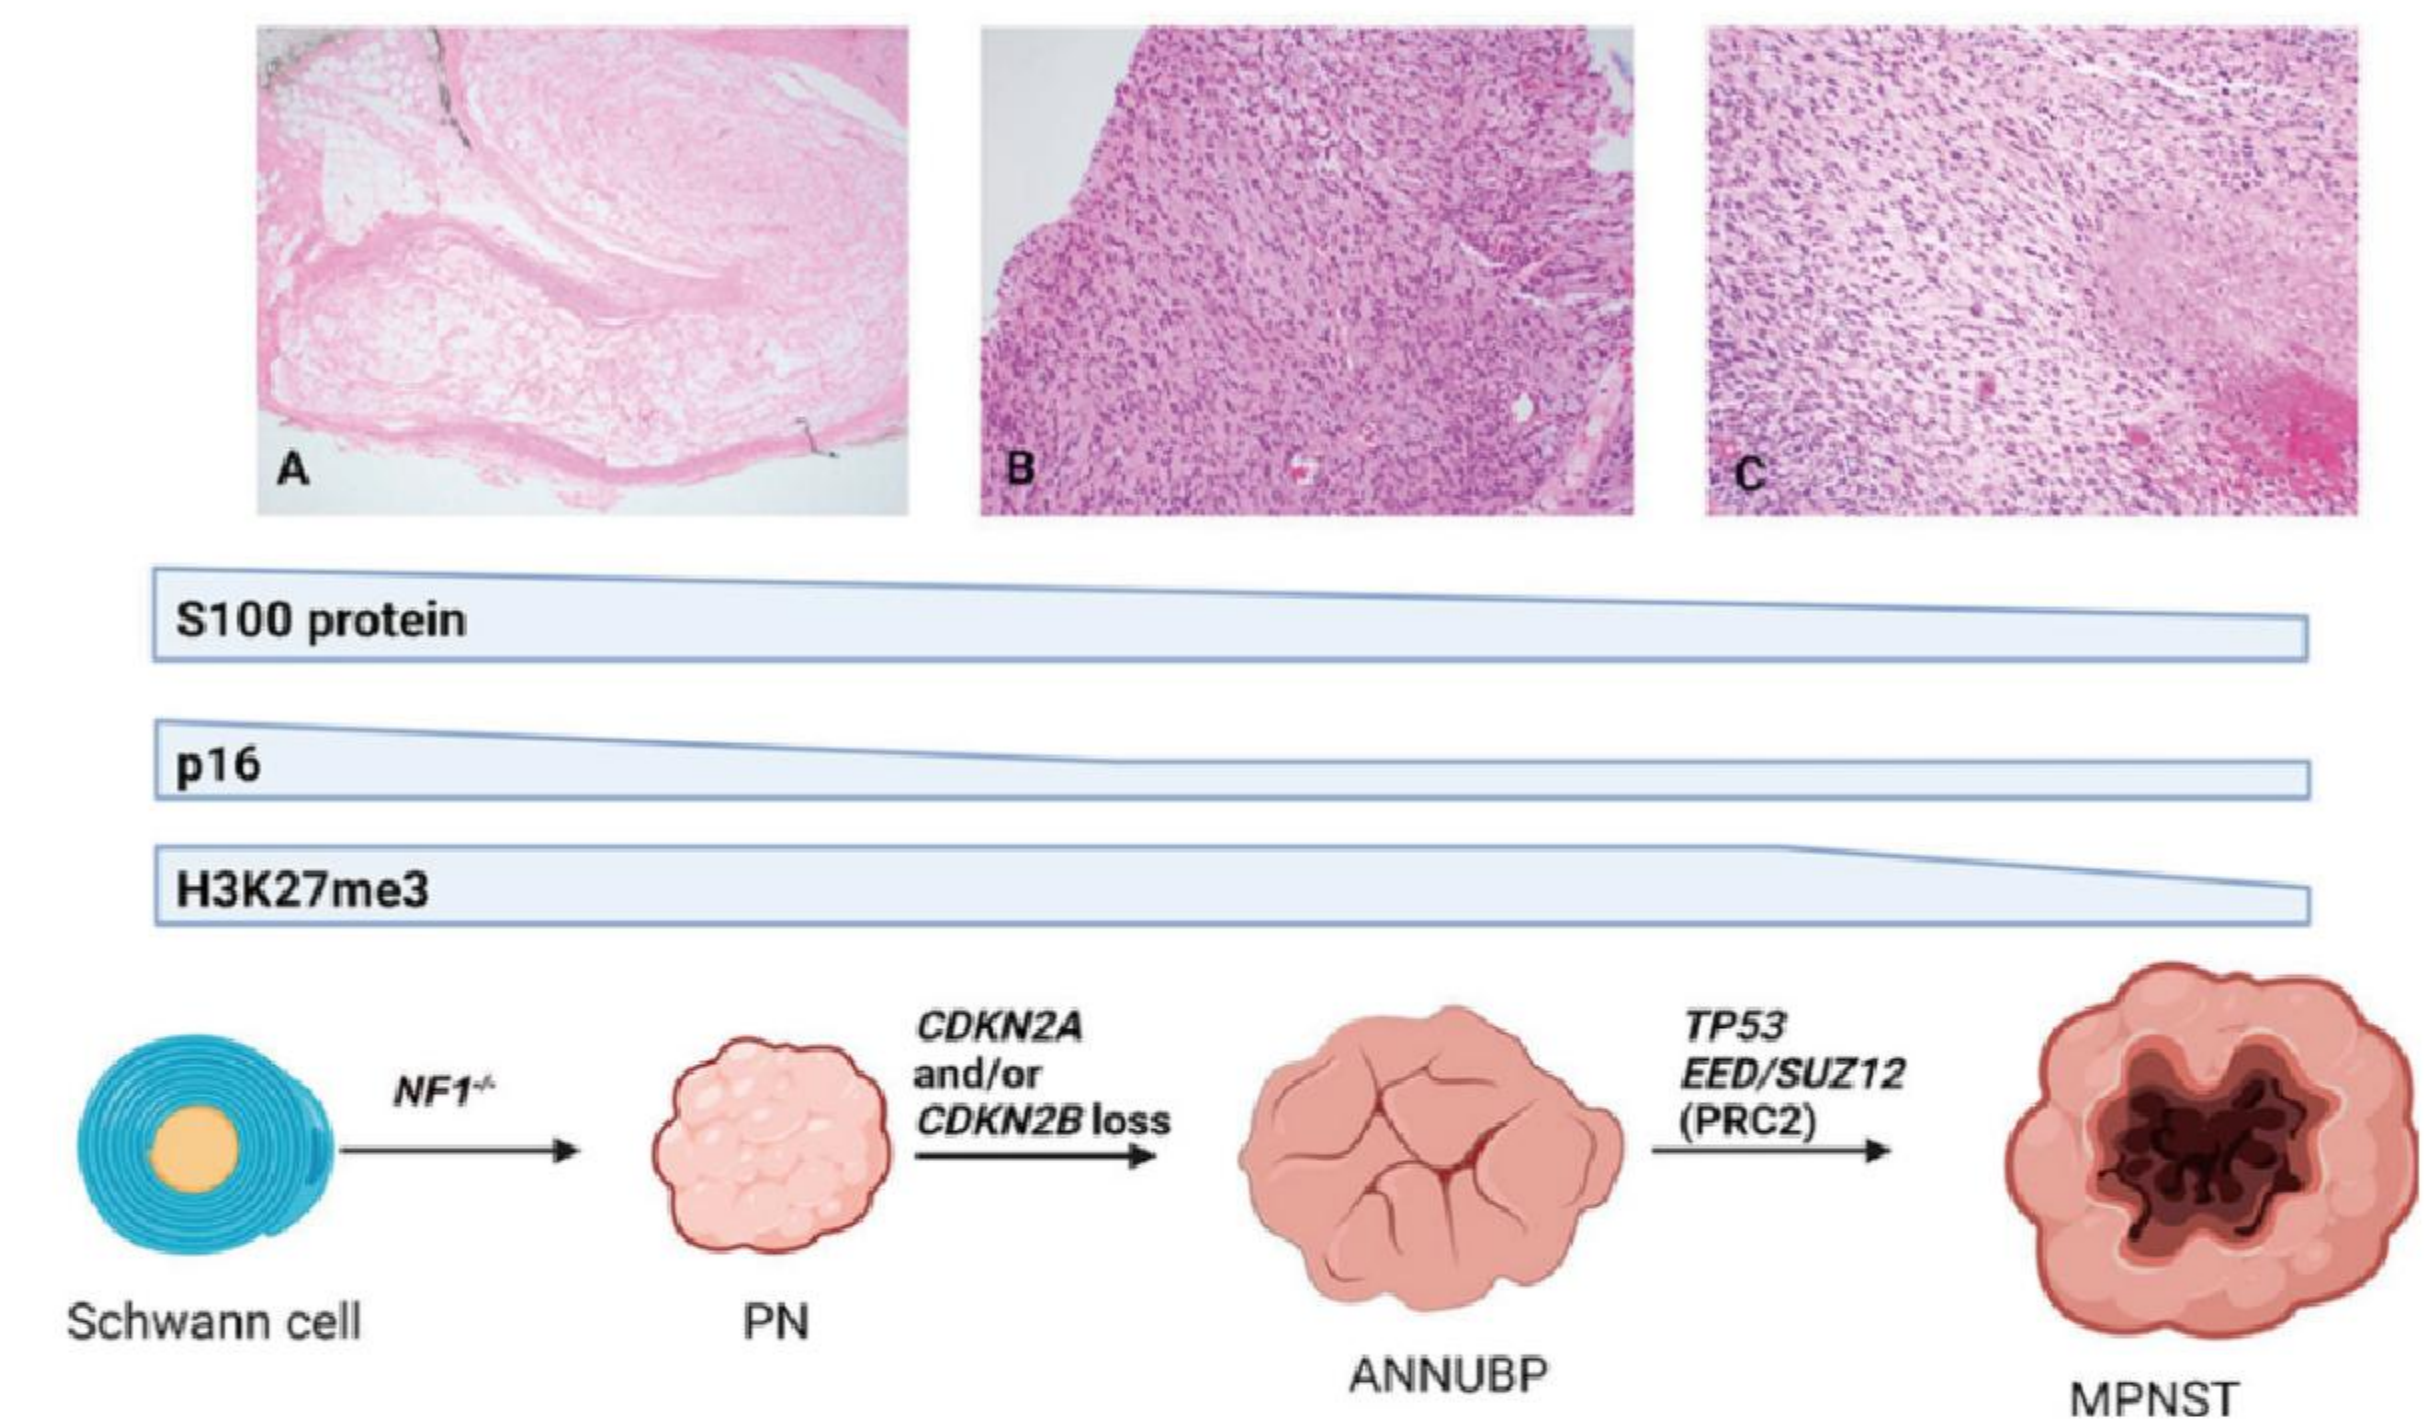 A
B
C
S100 protein
p16
H3K27me3
NF1-/-
CDKN2A
and/or
CDKN2B loss
TP53
EED/SUZ12
(PRC2)
Schwann cell
PN
ANNUBP
MPNST